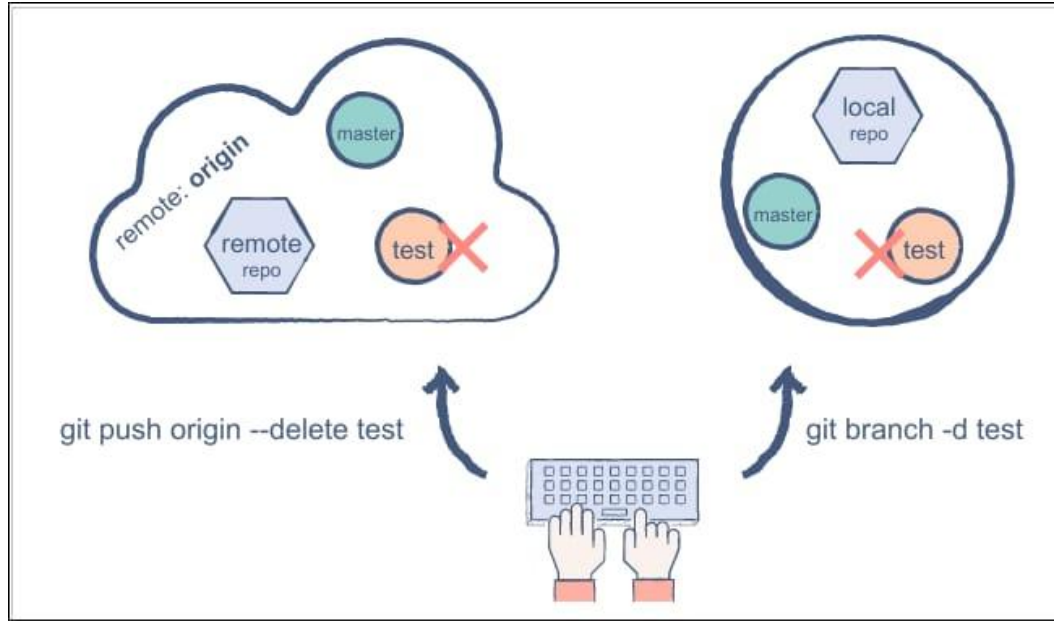 remote: origin
master
remote
repo
test
local
repo
master
test
git push origin --delete test
git branch -d test